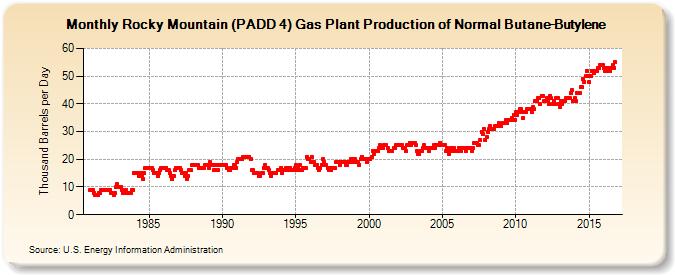 Monthly Rocky Mountain (PADD 4) Gas Plant Production of Normal Butane-Butylene
Thousand Barrels per Day
60
50
40
30
20
10
0
1985 1990 1995 2000 2005 2010 2015
Source: U.S. Energy Information Administration